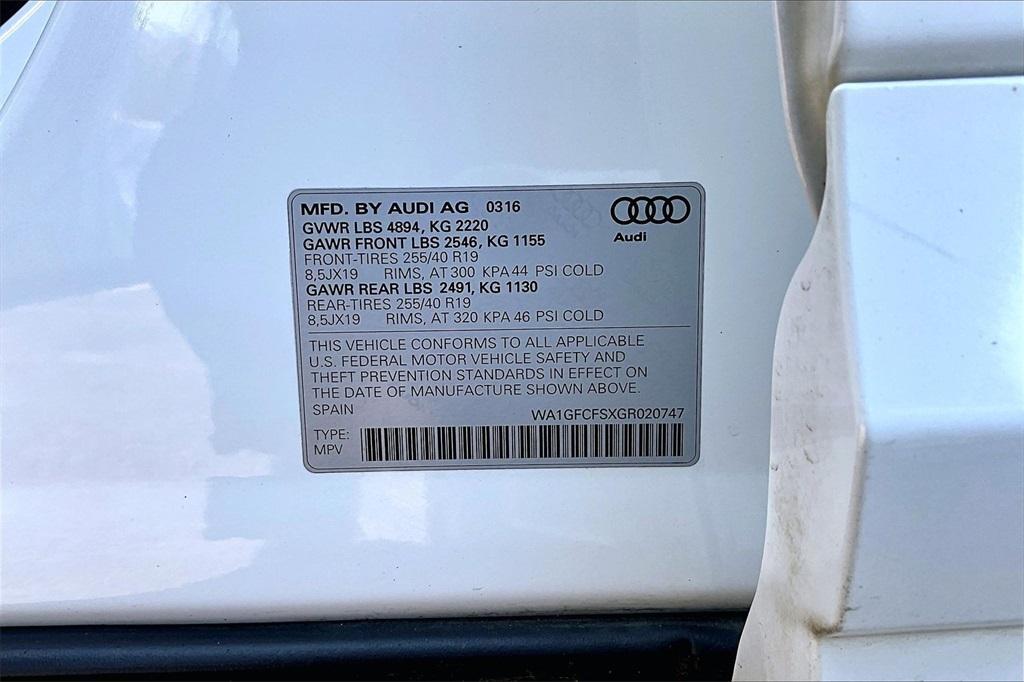 MFD. BY AUDI AG 0316
GVWR LBS 4894, KG 2220
GAWR FRONT LBS 2546, KG 1155
FRONT-TIRES 255/40 R19
8,5JX19 RIMS, AT 300 KPA 44 PSI COLD
GAWR REAR LBS 2491, KG 1130
REAR-TIRES 255/40 R19
8,5JX19 RIMS, AT 320 KPA 46 PSI COLD
Audi
THIS VEHICLE CONFORMS TO ALL APPLICABLE
U.S. FEDERAL MOTOR VEHICLE SAFETY AND
THEFT PREVENTION STANDARDS IN EFFECT ON
THE DATE OF MANUFACTURE SHOWN ABOVE.
SPAIN WA1GFCFSXGR020747
TYPE:
MPV